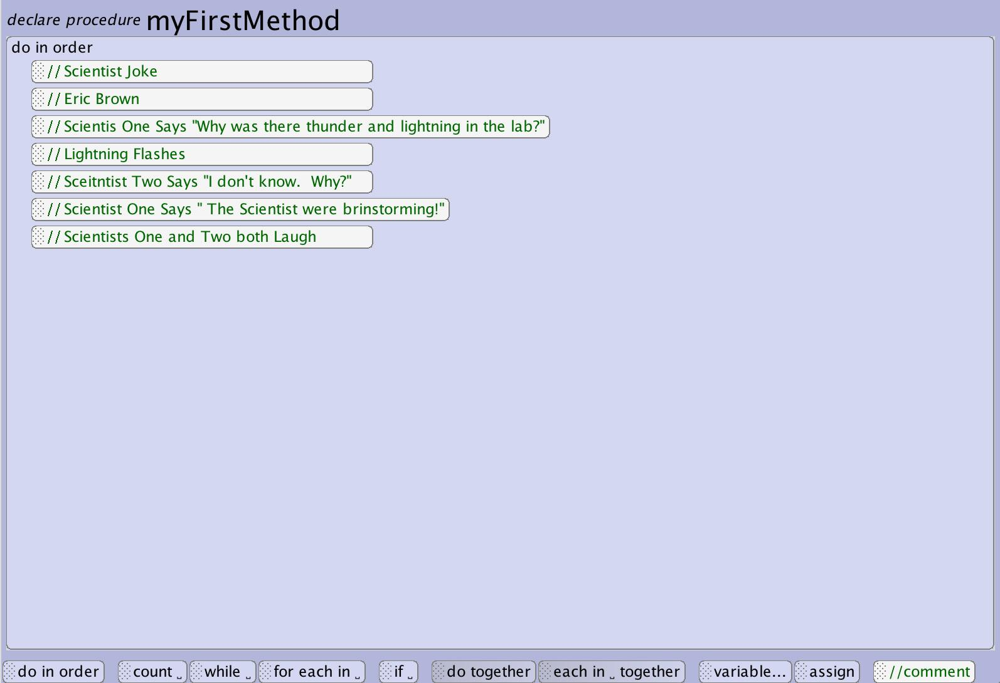 declare procedure myFirstMethod
do in order
// Scientist Joke
// Eric Brown
// Scientis One Says "Why was there thunder and lightning in the lab?"
// Lightning Flashes
// Sceitntist Two Says "I don't know.  Why?"
// Scientist One Says " The Scientist were brinstorming!"
// Scientists One and Two both Laugh
do in order count ˽ while ˽ for each in ˽ if ˽ do together each in ˽ together variable... assign //comment